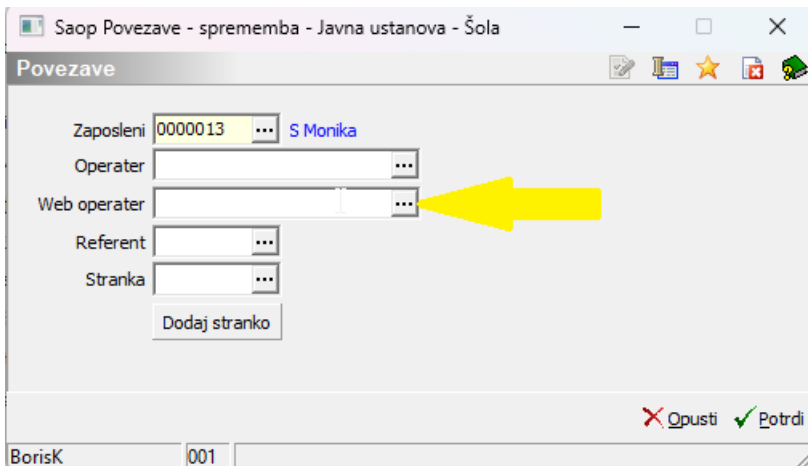 Saop Povezave - sprememba - Javna ustanova - Šola
Povezave
Zaposleni 0000013 ... S Monika
Operater ...
Web operater ...
Referent ...
Stranka ...
Dodaj stranko
Opusti Potrdi
BorisK 001